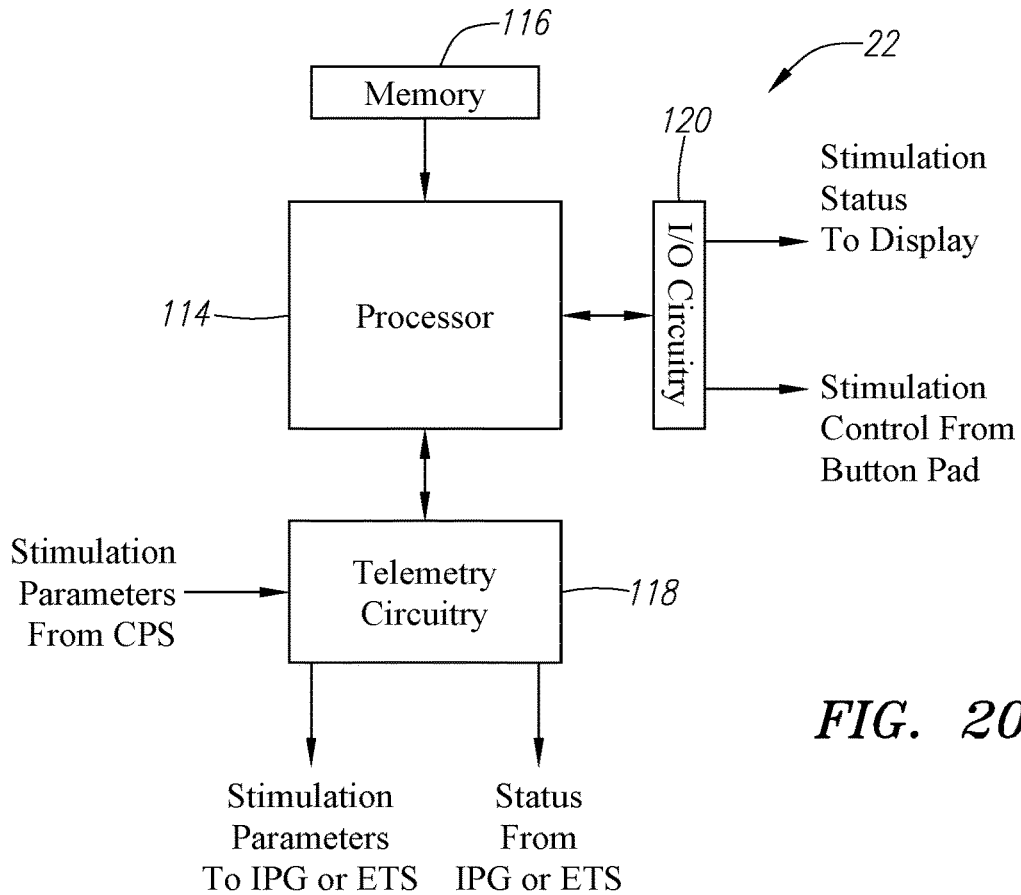 116
22
Memory
120
Stimulation
Status
To Display
I/O Circuitry
114
Processor
Stimulation
Control From
Button Pad
Stimulation
Parameters
From CPS
Telemetry
Circuitry
118
FIG. 20
Stimulation
Parameters
To IPG or ETS
Status
From
IPG or ETS